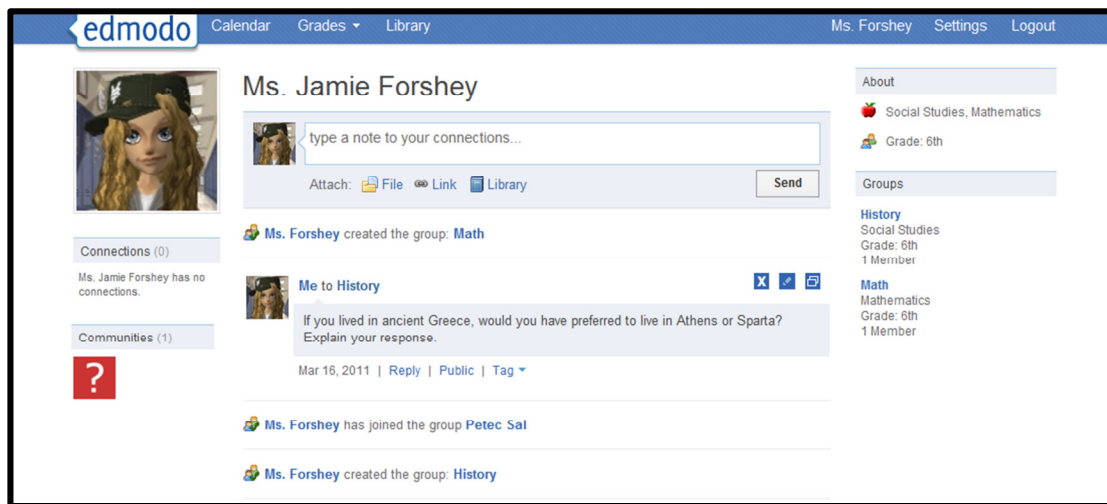 edmodo Calendar Grades Library Ms. Forshey Settings Logout
Ms. Jamie Forshey
type a note to your connections...
Attach: File Link Library Send
Ms. Forshey created the group: Math
Me to History
If you lived in ancient Greece, would you have preferred to live in Athens or Sparta?
Explain your response.
Mar 16, 2011 | Reply | Public | Tag
Ms. Forshey has joined the group Petec Sal
Ms. Forshey created the group: History
Connections (0)
Ms. Jamie Forshey has no
connections.
Communities (1)
?
About
Social Studies, Mathematics
Grade: 6th
Groups
History
Social Studies
Grade: 6th
1 Member
Math
Mathematics
Grade: 6th
1 Member